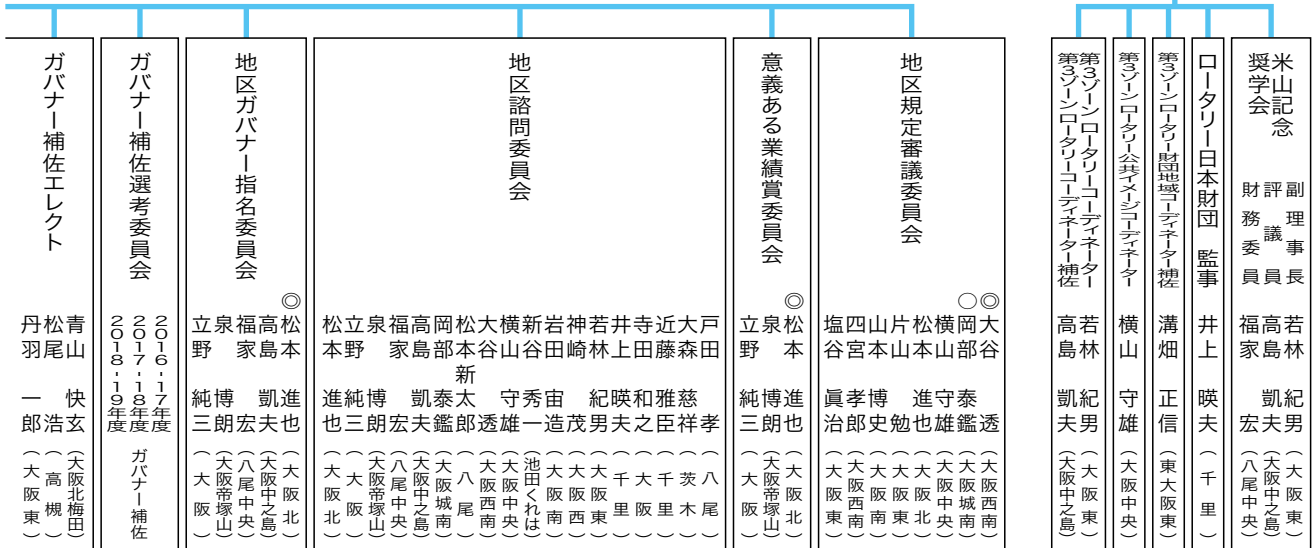 米山記念
奨学会
副理事長 若林 紀男 (大阪東)
評議員 高島 凱夫 (大阪中之島)
財務委員 福家 宏 (八尾中央)
ロータリー日本財団 監事 井上 暎夫 (千里)
第3ゾーンロータリー財団地域コーディネーター補佐 溝畑 正信 (東大阪東)
第3ゾーンロータリー公共イメージコーディネーター 横山 守雄 (大阪中央)
第3ゾーンロータリーコーディネーター 若林 紀男 (大阪東)
第3ゾーンロータリーコーディネーター補佐 高島 凱夫 (大阪中之島)
地区規定審議委員会
◎大谷 透 (大阪西南)
○岡部 泰鑑 (大阪城南)
横山 守雄 (大阪中央)
松本 進也 (大阪北)
片山 勉 (大阪東)
山本 博史 (大阪南)
四宮 孝郎 (大阪西南)
塩谷 眞治 (大阪東)
意義ある業績賞委員会
◎松本 進也 (大阪北)
泉 博朗 (大阪帝塚山)
立野 純三 (大阪)
地区諮問委員会
戸田 孝 (八尾)
大森 慈祥 (茨木)
近藤 雅臣 (千里)
寺田 和之 (大阪)
井上 暎夫 (千里)
若林 紀男 (大阪東)
神崎 茂 (大阪西)
岩田 宙造 (大阪南)
新谷 秀一 (池田くれは)
横山 守雄 (大阪中央)
大谷 透 (大阪西南)
松本新太郎 (八尾)
岡部 泰鑑 (大阪城南)
高島 凱夫 (大阪中之島)
福家 宏 (八尾中央)
泉 博朗 (大阪帝塚山)
立野 純三 (大阪)
松本 進也 (大阪北)
地区ガバナー指名委員会
◎松本 進也 (大阪北)
高島 凱夫 (大阪中之島)
福家 宏 (八尾中央)
泉 博朗 (大阪帝塚山)
立野 純三 (大阪)
ガバナー補佐選考委員会
2016-17年度
2017-18年度 ガバナー補佐
2018-19年度
ガバナー補佐エレクト
青山 快玄 (大阪北梅田)
松尾 浩 (高槻)
丹羽 一郎 (大阪東)